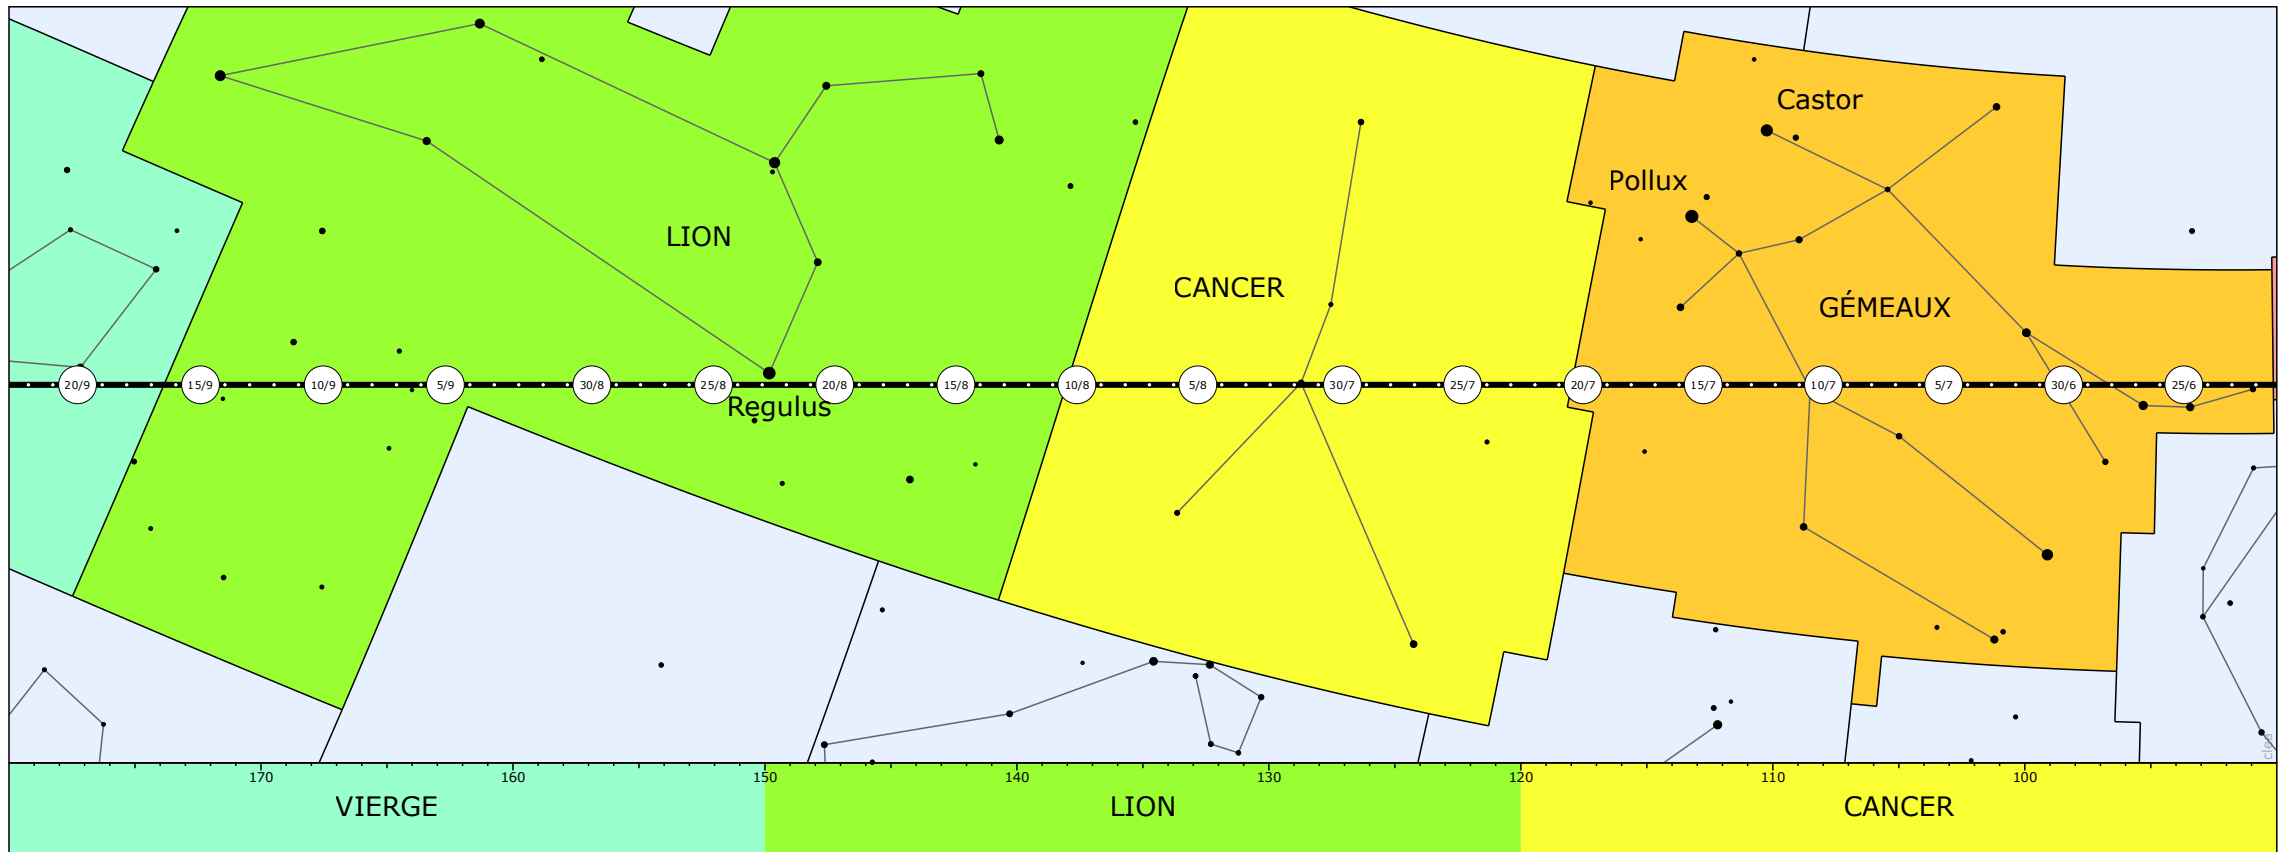 Castor
Pollux
LION
CANCER
GÉMEAUX
20/9 15/9 10/9 5/9 30/8 25/8 20/8 15/8 10/8 5/8 30/7 25/7 20/7 15/7 10/7 5/7 30/6 25/6
Regulus
clea
170 160 150 140 130 120 110 100
VIERGE LION CANCER